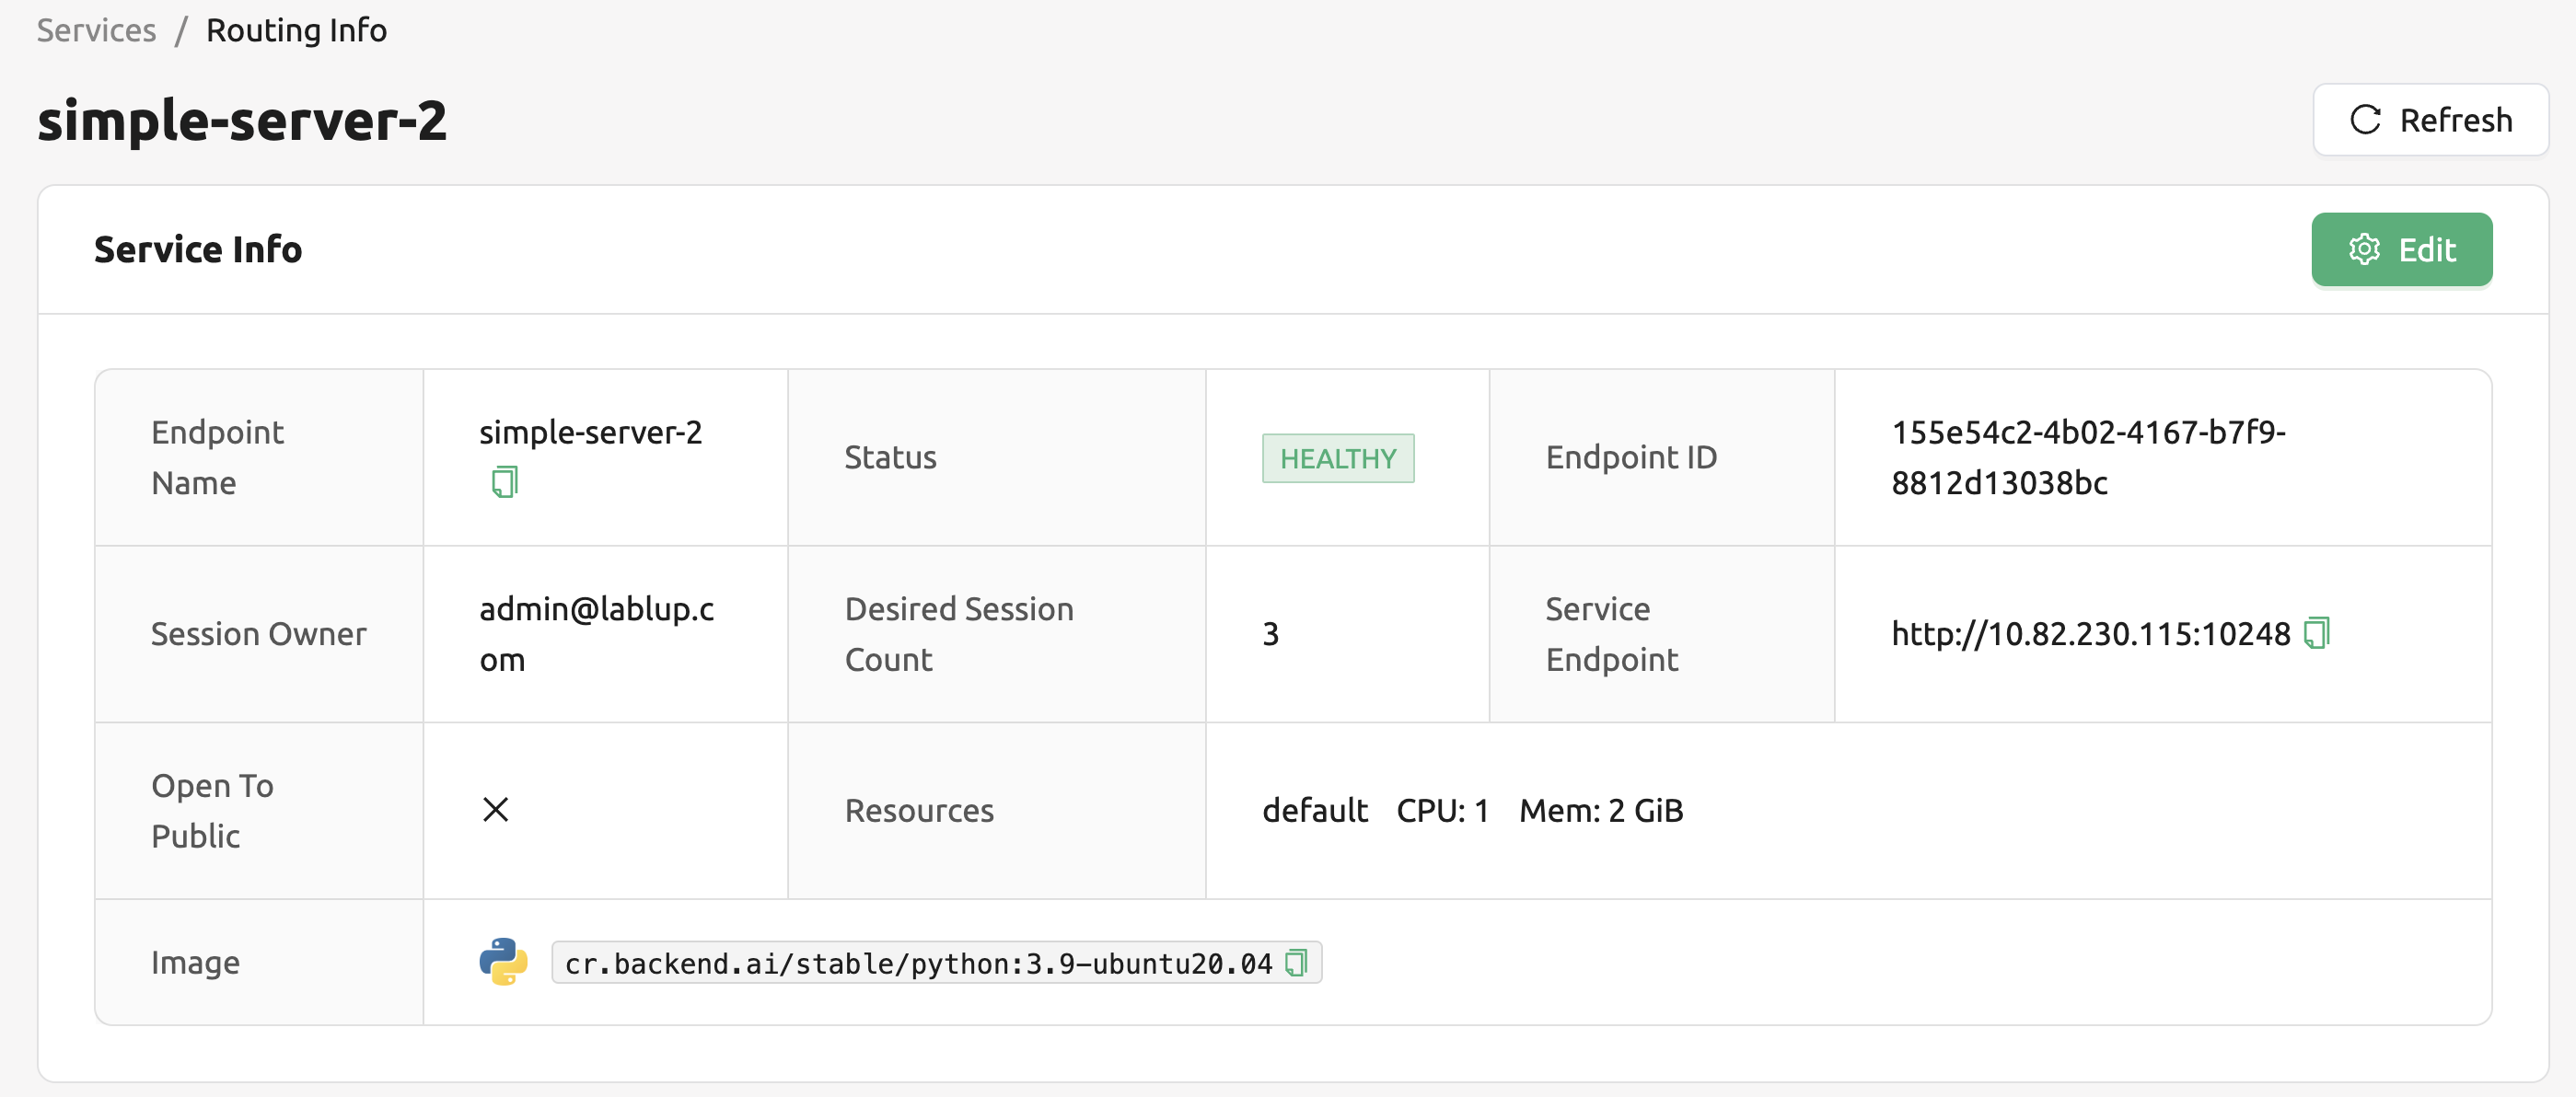 Services / Routing Info
simple-server-2
Refresh
Service Info
Edit
Endpoint
Name
simple-server-2
Status
HEALTHY
Endpoint ID
155e54c2-4b02-4167-b7f9-
8812d13038bc
Session Owner
admin@lablup.c
om
Desired Session
Count
3
Service
Endpoint
http://10.82.230.115:10248
Open To
Public
Resources
default CPU: 1 Mem: 2 GiB
Image
cr.backend.ai/stable/python:3.9-ubuntu20.04